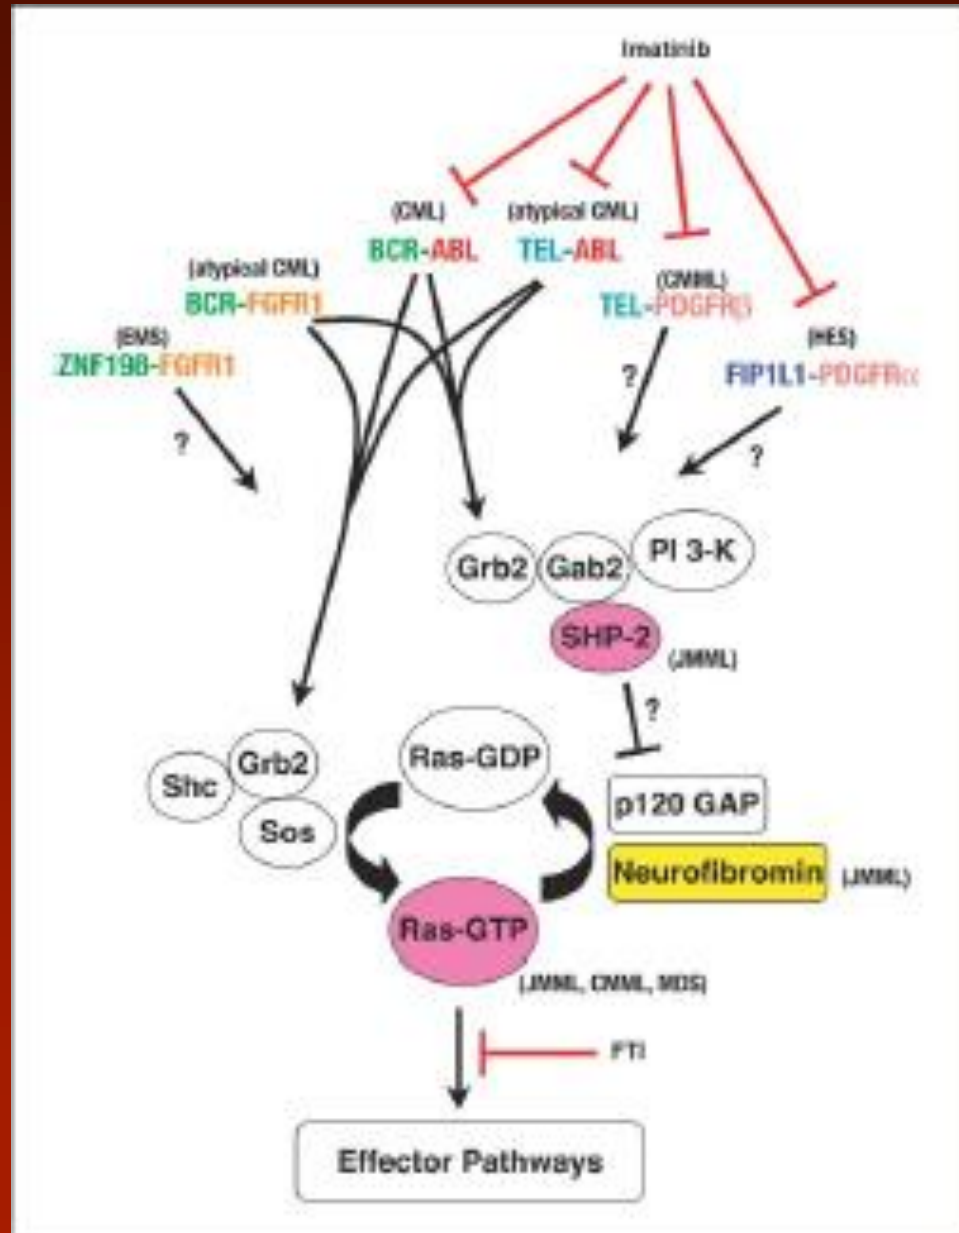 Imatinib
(CML)
(atypical CML)
BCR-ABL
TEL-ABL
(atypical CML)
(CMML)
BCR-FGFR1
TEL-PDGFRβ
(EMS)
(HES)
ZNF198-FGFR1
FIP1L1-PDGFRα
?
?
?
Grb2
Gab2
PI 3-K
SHP-2
(JMML)
?
Shc
Grb2
Sos
Ras-GDP
p120 GAP
Neurofibromin
(JMML)
Ras-GTP
(JMML, CMML, MDS)
FTI
Effector Pathways